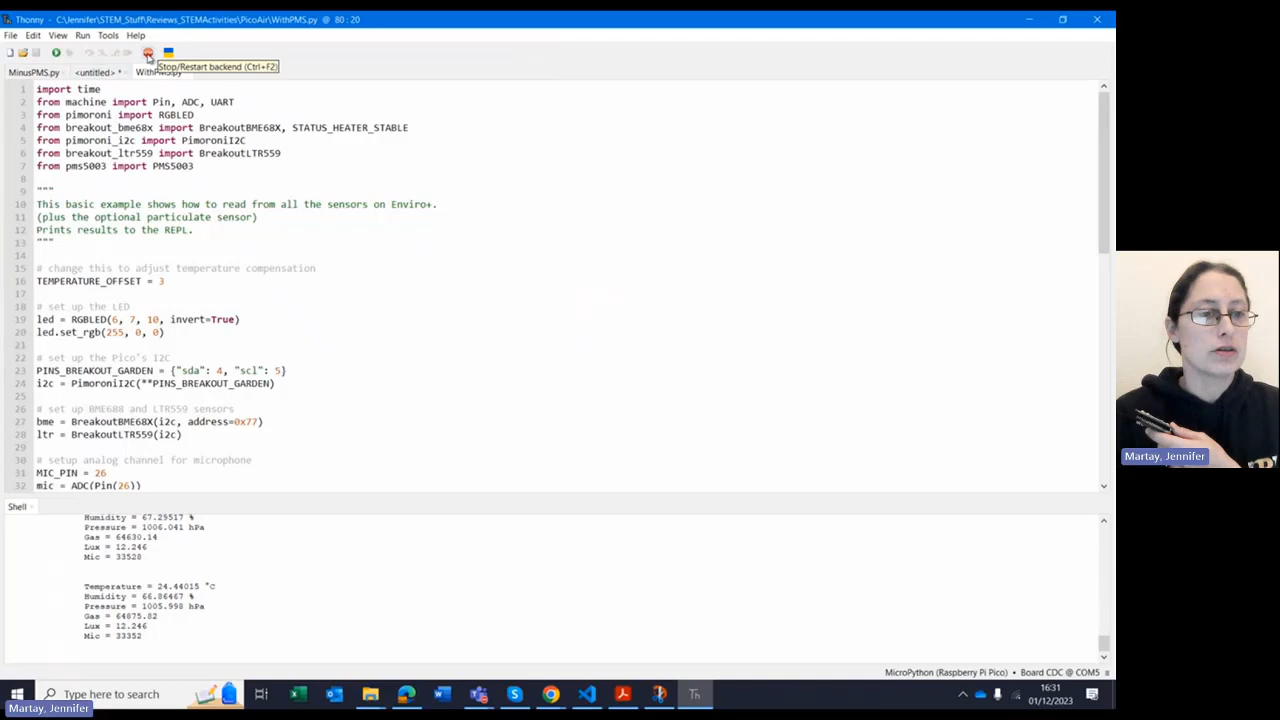 Thonny - C:\Jennifer\STEM_Stuff\Reviews_STEMActivities\PicoAir\WithPMS.py @ 80 : 20
File Edit View Run Tools Help
Stop/Restart backend (Ctrl+F2)
MinusPMS.py <untitled> * WithPMS.py
1 import time
2 from machine import Pin, ADC, UART
3 from pimoroni import RGBLED
4 from breakout_bme68x import BreakoutBME68X, STATUS_HEATER_STABLE
5 from pimoroni_i2c import PimoroniI2C
6 from breakout_ltr559 import BreakoutLTR559
7 from pms5003 import PMS5003
8
9 """
10 This basic example shows how to read from all the sensors on Enviro+.
11 (plus the optional particulate sensor)
12 Prints results to the REPL.
13 """
14
15 # change this to adjust temperature compensation
16 TEMPERATURE_OFFSET = 3
17
18 # set up the LED
19 led = RGBLED(6, 7, 10, invert=True)
20 led.set_rgb(255, 0, 0)
21
22 # set up the Pico's I2C
23 PINS_BREAKOUT_GARDEN = {"sda": 4, "scl": 5}
24 i2c = PimoroniI2C(**PINS_BREAKOUT_GARDEN)
25
26 # set up BME688 and LTR559 sensors
27 bme = BreakoutBME68X(i2c, address=0x77)
28 ltr = BreakoutLTR559(i2c)
29
30 # setup analog channel for microphone
31 MIC_PIN = 26
32 mic = ADC(Pin(26))
Shell
Humidity = 67.29517 %
Pressure = 1006.041 hPa
Gas = 64630.14
Lux = 12.246
Mic = 33528
Temperature = 24.44015 °C
Humidity = 66.86467 %
Pressure = 1005.998 hPa
Gas = 64875.82
Lux = 12.246
Mic = 33352
MicroPython (Raspberry Pi Pico) • Board CDC @ COM5
Type here to search
16:31
01/12/2023
Martay, Jennifer
Martay, Jennifer